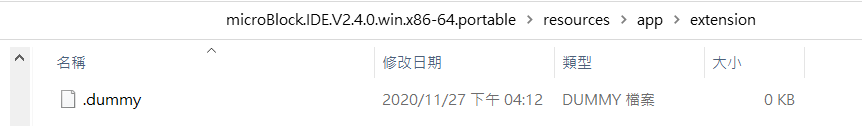 microBlock.IDE.V2.4.0.win.x86-64.portable > resources > app > extension
名稱 修改日期 類型 大小
.dummy 2020/11/27 下午 04:12 DUMMY 檔案 0 KB